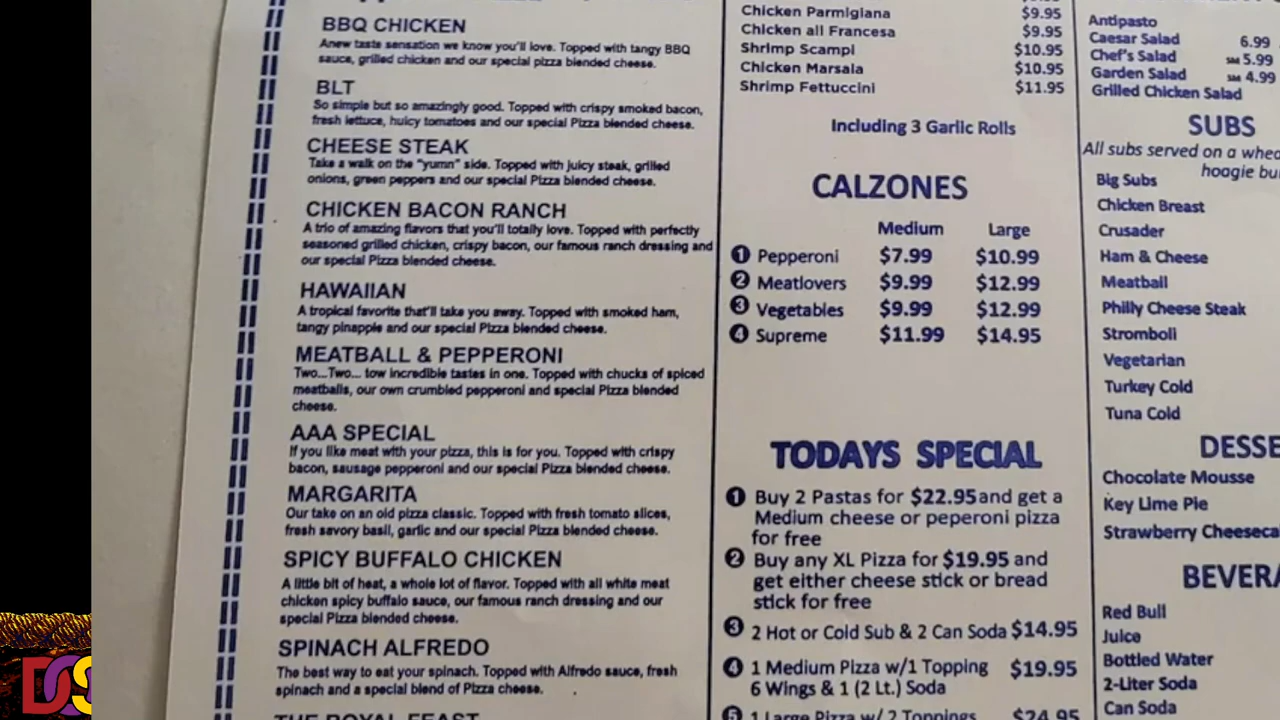 BBQ CHICKEN
Anew taste sensation we know you'll love. Topped with tangy BBQ
sauce, grilled chicken and our special pizza blended cheese.
BLT
So simple but so amazingly good. Topped with crispy smoked bacon,
fresh lettuce, huicy tomatoes and our special Pizza blended cheese.
CHEESE STEAK
Take a walk on the "yumn" side. Topped with juicy steak, grilled
onions, green peppers and our special Pizza blended cheese.
CHICKEN BACON RANCH
A trio of amazing flavors that you'll totally love. Topped with perfectly
seasoned grilled chicken, crispy bacon, our famous ranch dressing and
our special Pizza blended cheese.
HAWAIIAN
A tropical favorite that'll take you away. Topped with smoked ham,
tangy pinapple and our special Pizza blended cheese.
MEATBALL & PEPPERONI
Two...Two... tow incredible tastes in one. Topped with chucks of spiced
meatballs, our own crumbled pepperoni and special Pizza blended
cheese.
AAA SPECIAL
If you like meat with your pizza, this is for you. Topped with crispy
bacon, sausage pepperoni and our special Pizza blended cheese.
MARGARITA
Our take on an old pizza classic. Topped with fresh tomato slices,
fresh savory basil, garlic and our special Pizza blended cheese.
SPICY BUFFALO CHICKEN
A little bit of heat, a whole lot of flavor. Topped with all white meat
chicken spicy buffalo sauce, our famous ranch dressing and our
special Pizza blended cheese.
SPINACH ALFREDO
The best way to eat your spinach. Topped with Alfredo sauce, fresh
spinach and a special blend of Pizza cheese.
THE ROYAL FEAST
Chicken Parmigiana $9.95
Chicken all Francesa $9.95
Shrimp Scampi $10.95
Chicken Marsala $10.95
Shrimp Fettuccini $11.95
Including 3 Garlic Rolls
CALZONES
Medium Large
1 Pepperoni $7.99 $10.99
2 Meatlovers $9.99 $12.99
3 Vegetables $9.99 $12.99
4 Supreme $11.99 $14.95
TODAYS SPECIAL
1 Buy 2 Pastas for $22.95 and get a
Medium cheese or peperoni pizza
for free
2 Buy any XL Pizza for $19.95 and
get either cheese stick or bread
stick for free
3 2 Hot or Cold Sub & 2 Can Soda $14.95
4 1 Medium Pizza w/1 Topping $19.95
6 Wings & 1 (2 Lt.) Soda
5 1 Large Pizza w/ 2 Toppings $24.95
Antipasto
Caesar Salad 6.99
Chef's Salad SM 5.99
Garden Salad SM 4.99
Grilled Chicken Salad
SUBS
All subs served on a whea
hoagie bu
Big Subs
Chicken Breast
Crusader
Ham & Cheese
Meatball
Philly Cheese Steak
Stromboli
Vegetarian
Turkey Cold
Tuna Cold
DESSE
Chocolate Mousse
Key Lime Pie
Strawberry Cheeseca
BEVERA
Red Bull
Juice
Bottled Water
2-Liter Soda
Can Soda
DOS